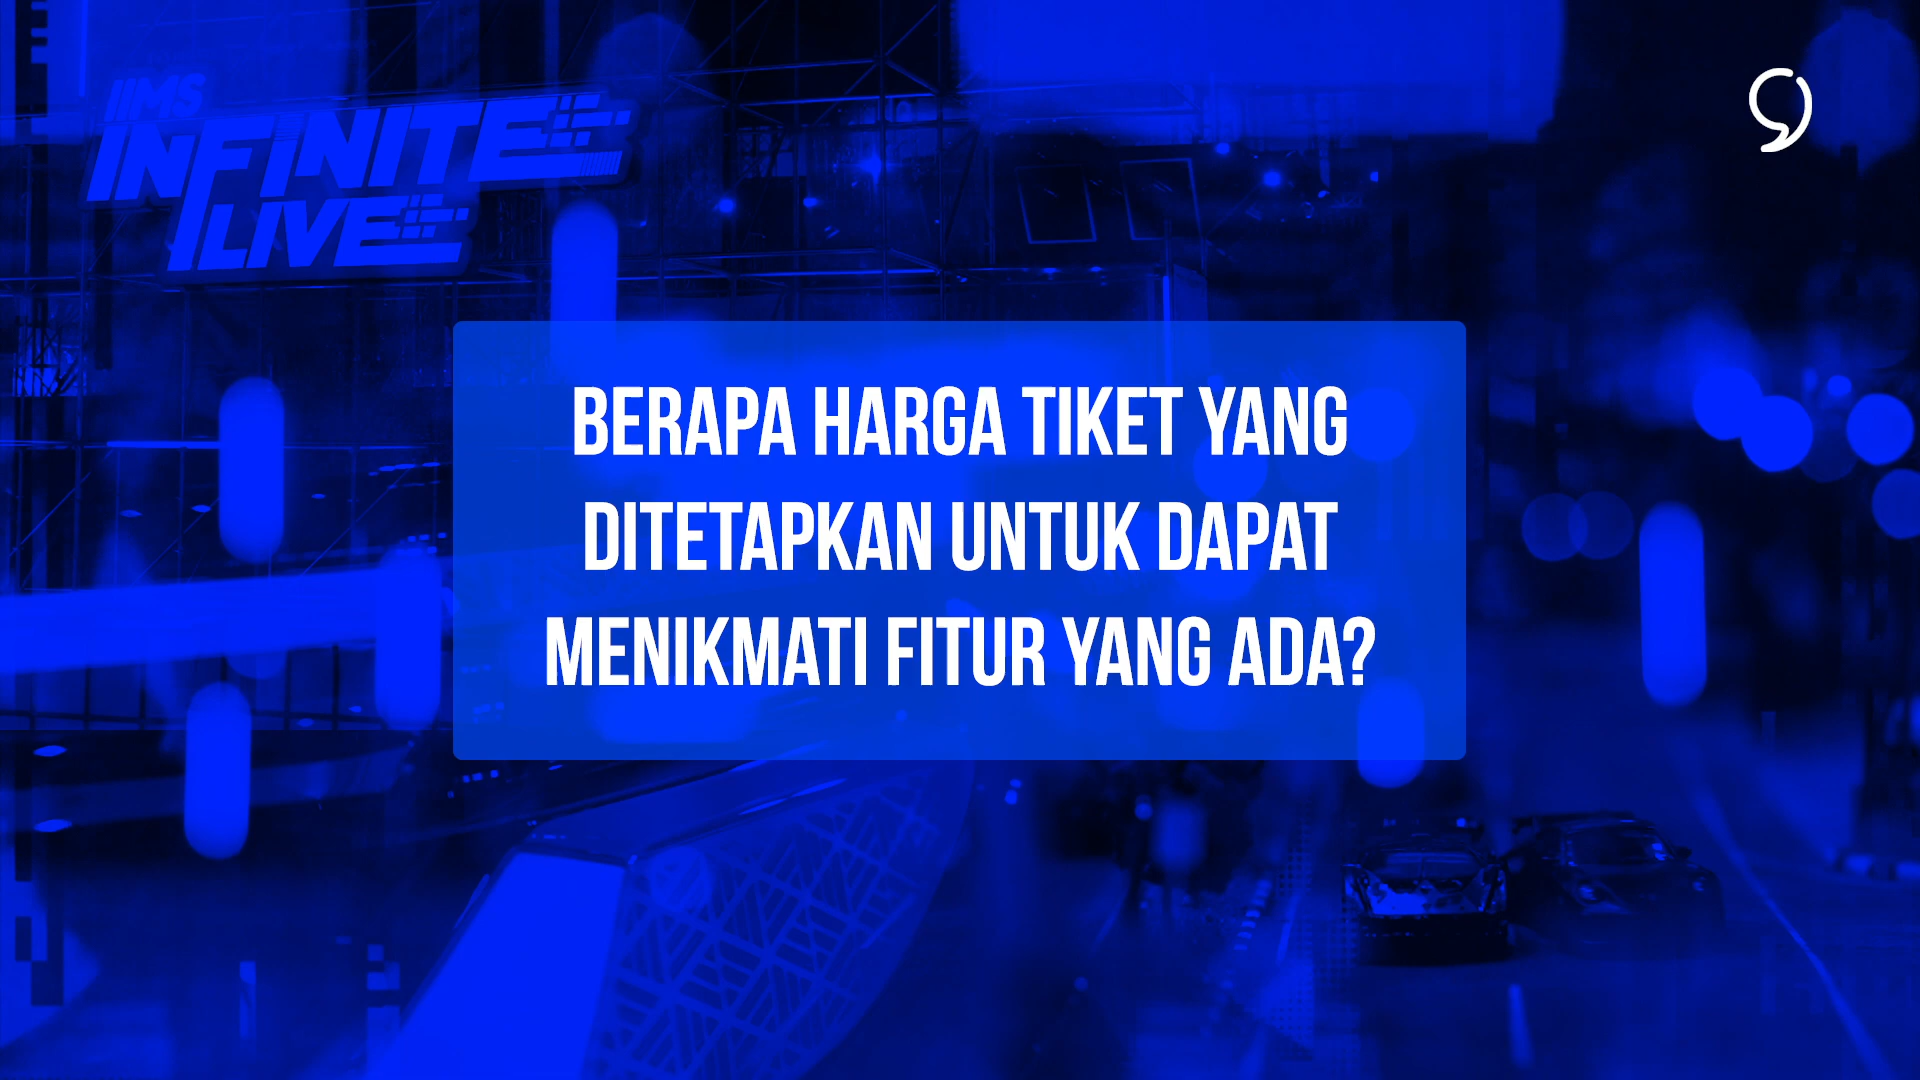 IIMS
INFINITE
LIVE
BERAPA HARGA TIKET YANG
DITETAPKAN UNTUK DAPAT
MENIKMATI FITUR YANG ADA?